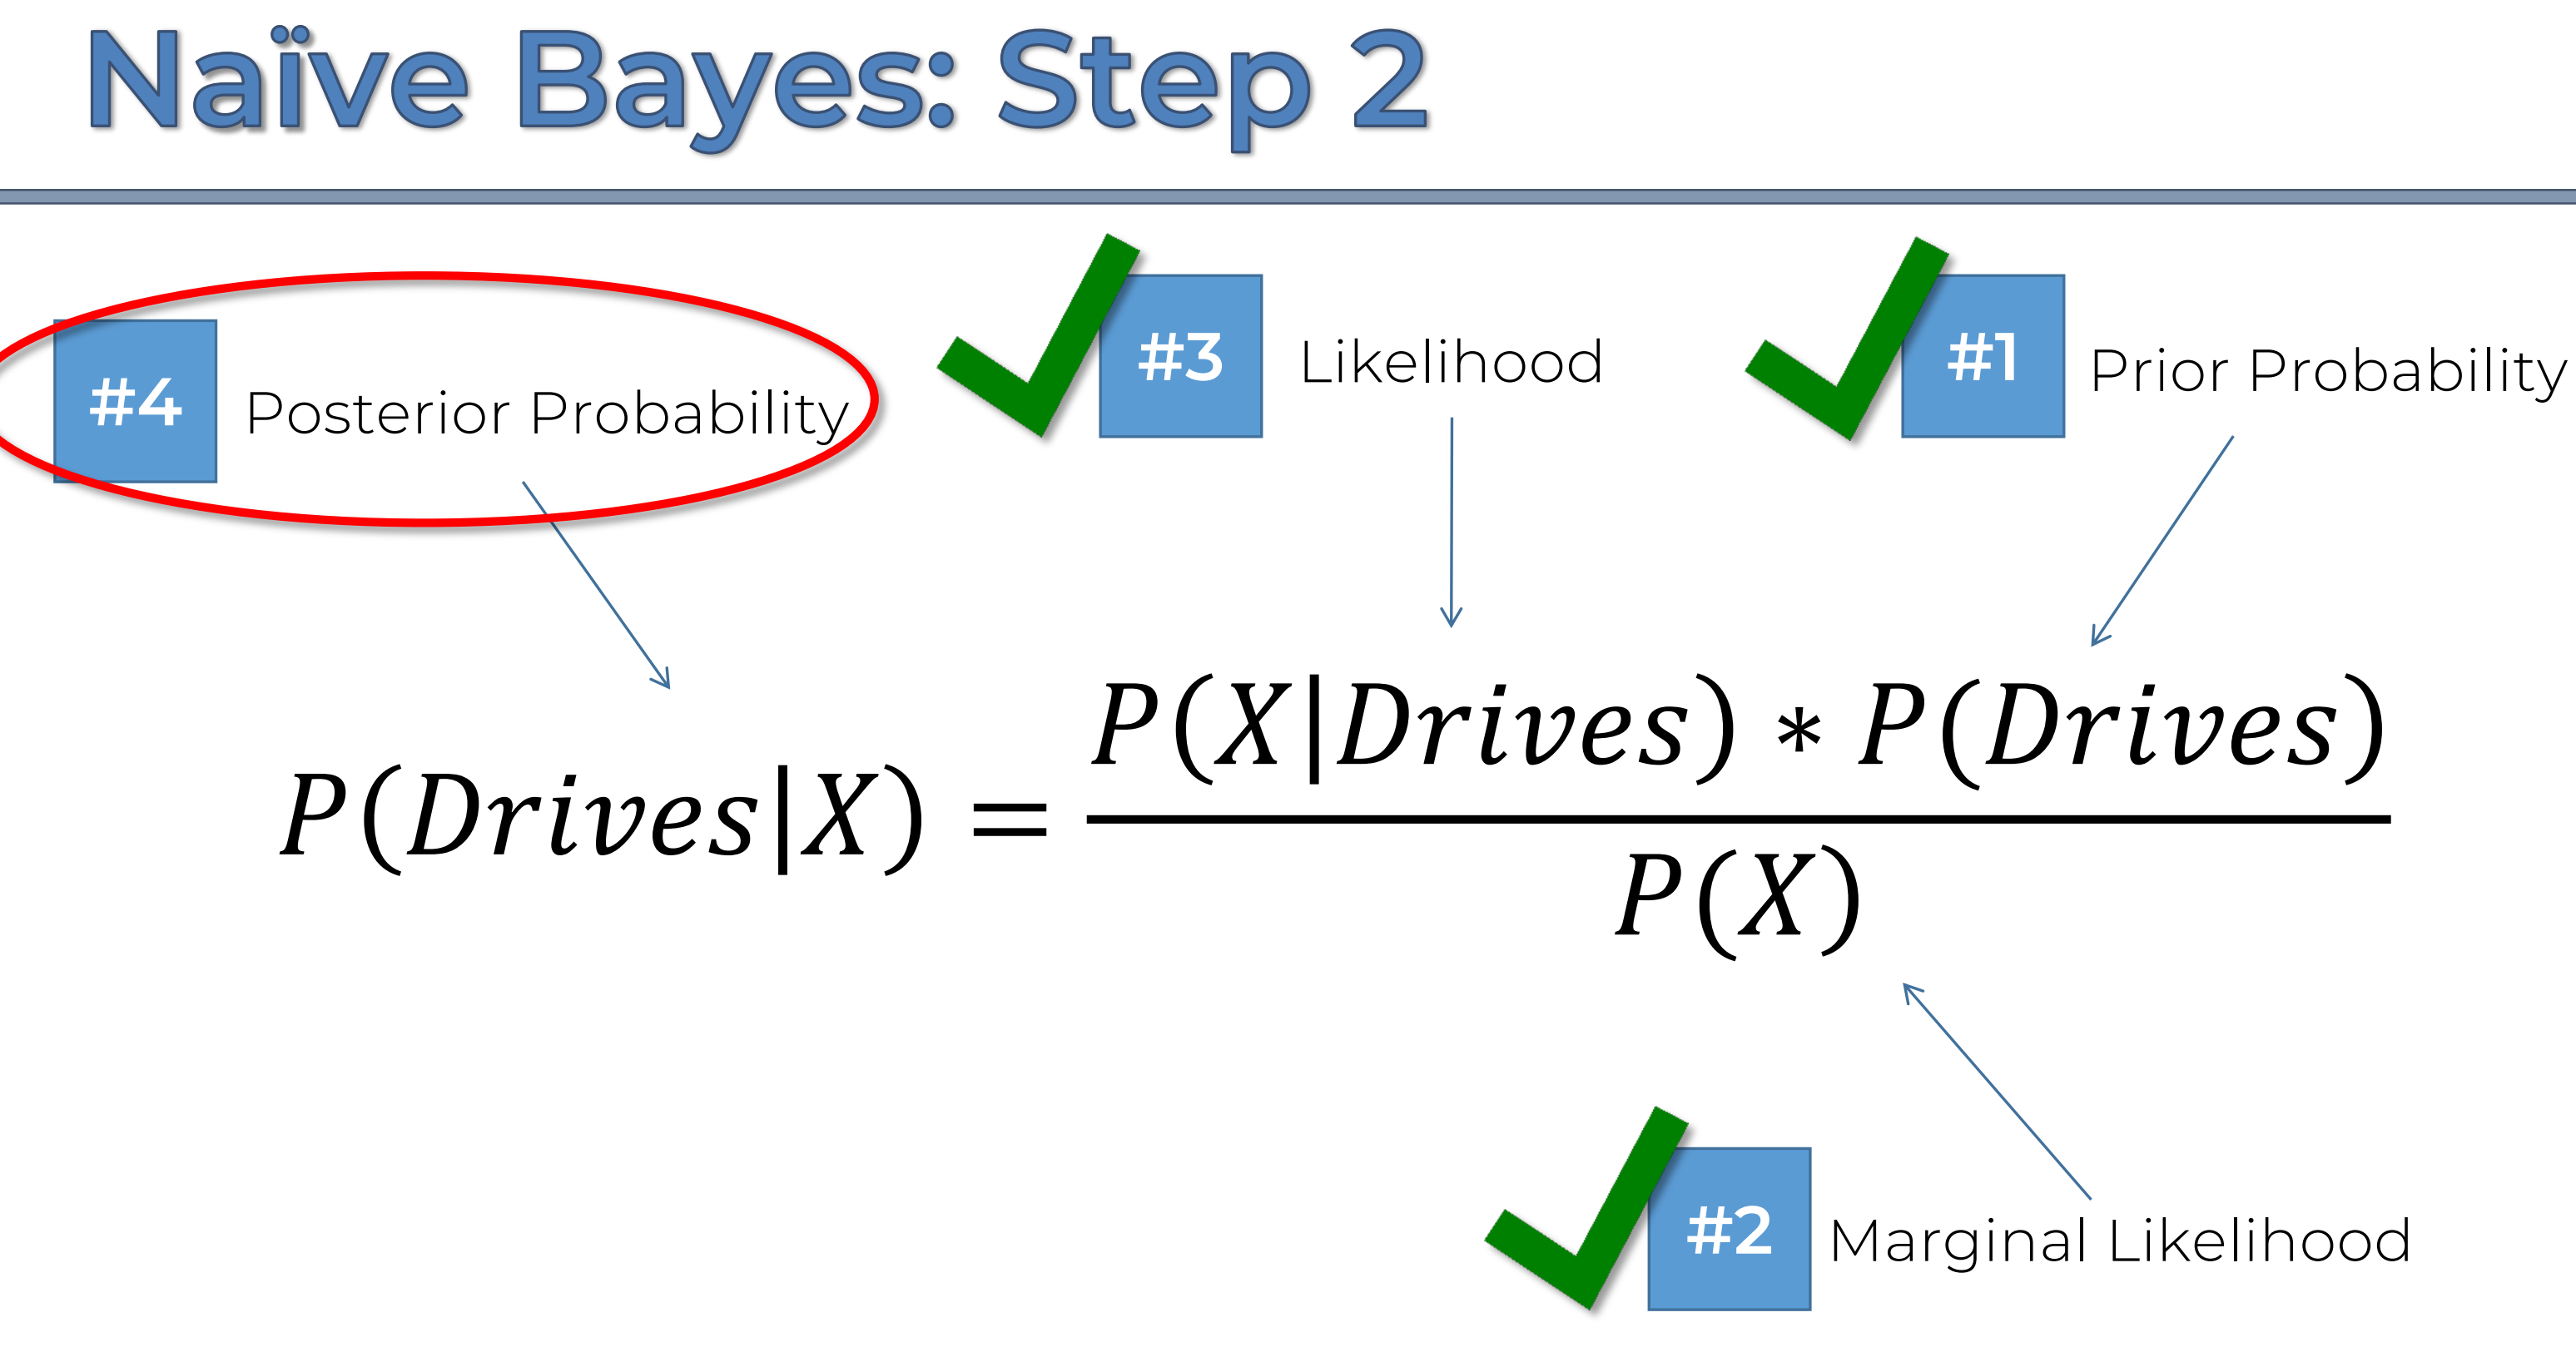 Naïve Bayes: Step 2
#4 Posterior Probability
#3 Likelihood
#1 Prior Probability
P(Drives|X) = P(X|Drives) * P(Drives)
P(X)
#2 Marginal Likelihood